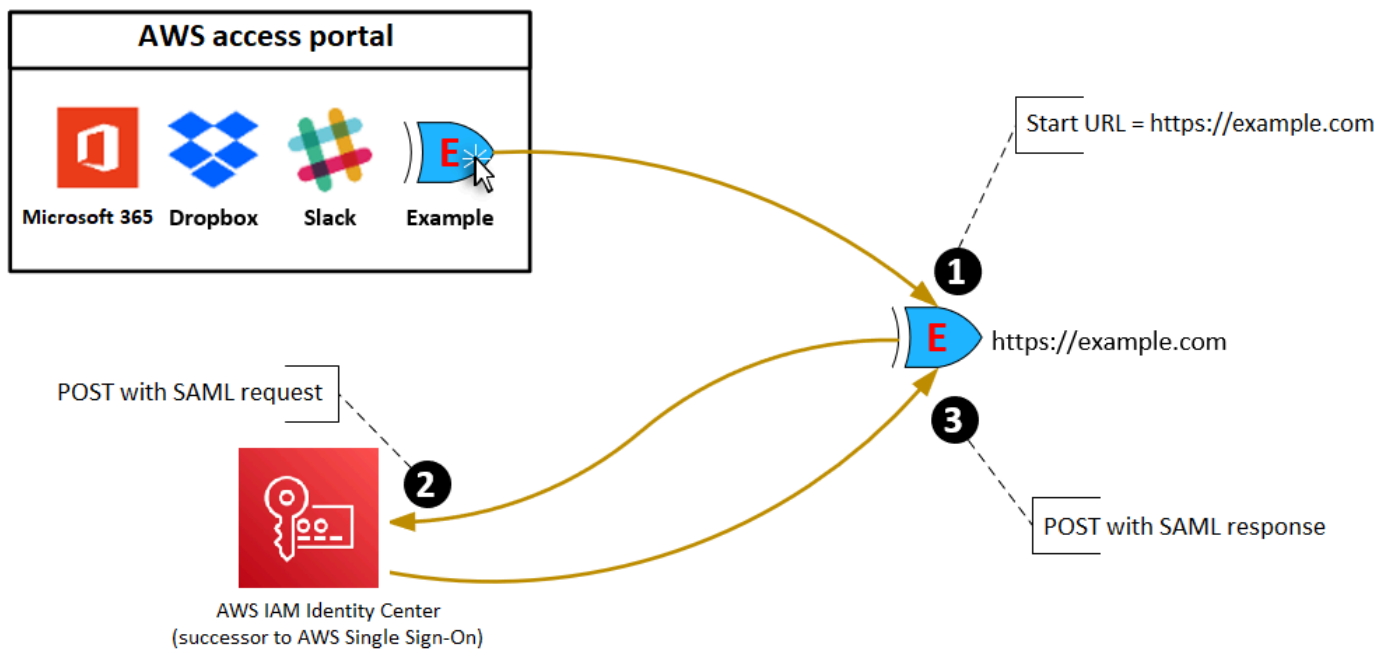 AWS access portal
Microsoft 365
Dropbox
Slack
E
Example
Start URL = https://example.com
1
E
https://example.com
POST with SAML request
2
3
POST with SAML response
AWS IAM Identity Center
(successor to AWS Single Sign-On)